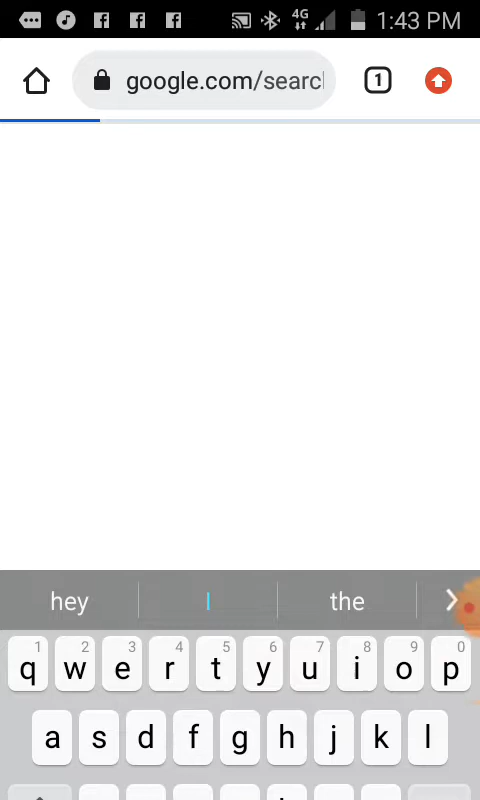 4G 1:43 PM
google.com/searc
1
hey I the
1 2 3 4 5 6 7 8 9 0
q w e r t y u i o p
a s d f g h j k l